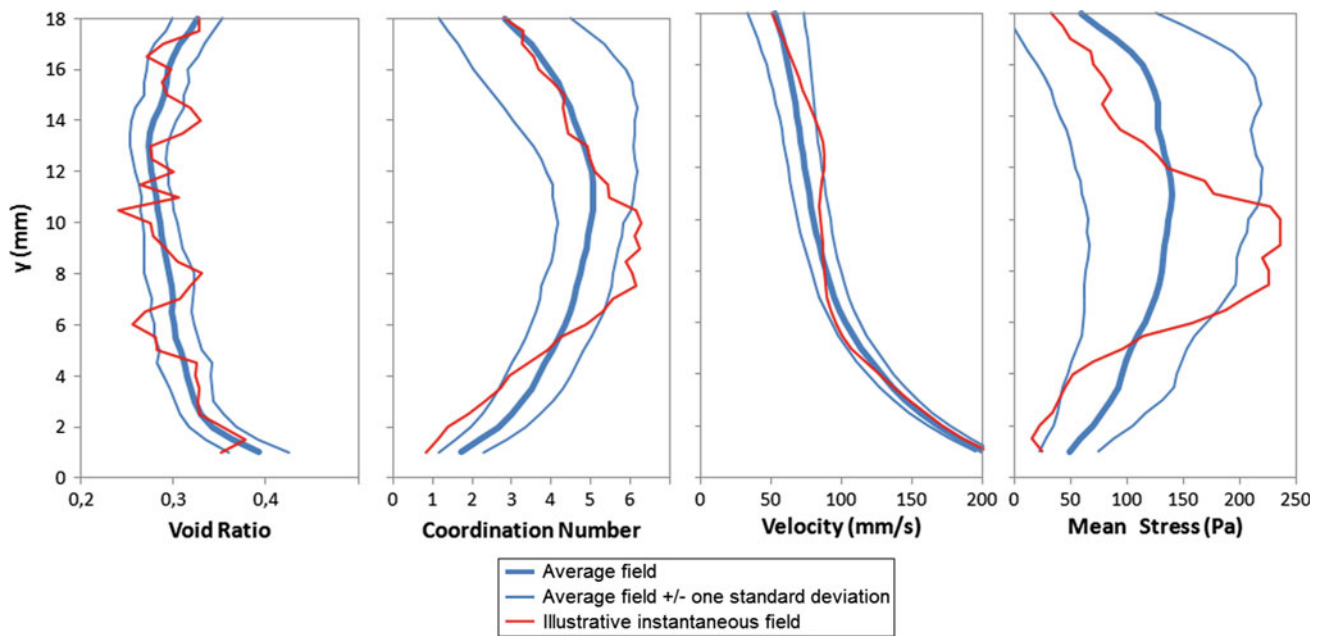 18
16
14
12
10
8
6
4
2
0
y (mm)
0,2 0,3 0,4
Void Ratio
0 1 2 3 4 5 6
Coordination Number
0 50 100 150 200
Velocity (mm/s)
0 50 100 150 200 250
Mean Stress (Pa)
Average field
Average field +/- one standard deviation
Illustrative instantaneous field